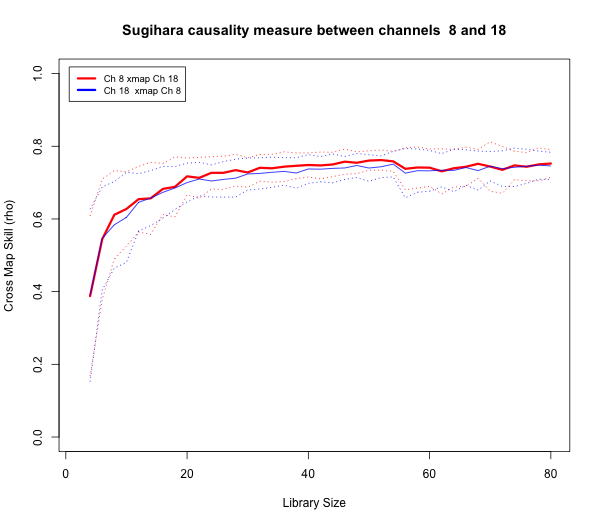 Sugihara causality measure between channels  8 and 18
Ch 8 xmap Ch 18
Ch 18  xmap Ch 8
Cross Map Skill (rho)
1.0
0.8
0.6
0.4
0.2
0.0
0 20 40 60 80
Library Size